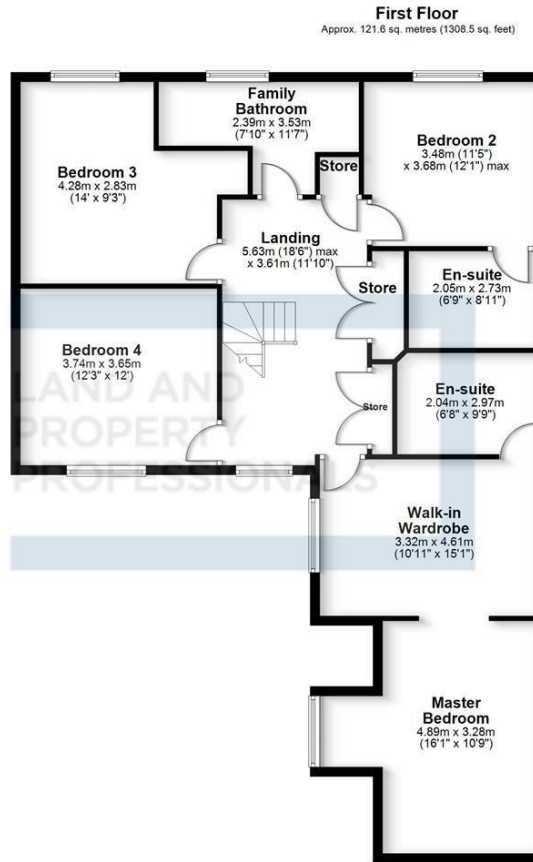 First Floor
Approx. 121.6 sq. metres (1308.5 sq. feet)
Family
Bathroom
2.39m x 3.53m
(7'10" x 11'7")
Bedroom 2
3.48m (11'5")
x 3.68m (12'1") max
Bedroom 3
4.28m x 2.83m
(14' x 9'3")
Store
Landing
5.63m (18'6") max
x 3.61m (11'10")
Store
En-suite
2.05m x 2.73m
(6'9" x 8'11")
Bedroom 4
3.74m x 3.65m
(12'3" x 12')
En-suite
2.04m x 2.97m
(6'8" x 9'9")
Store
LAND AND
PROPERTY
PROFESSIONALS
Walk-in
Wardrobe
3.32m x 4.61m
(10'11" x 15'1")
Master
Bedroom
4.89m x 3.28m
(16'1" x 10'9")